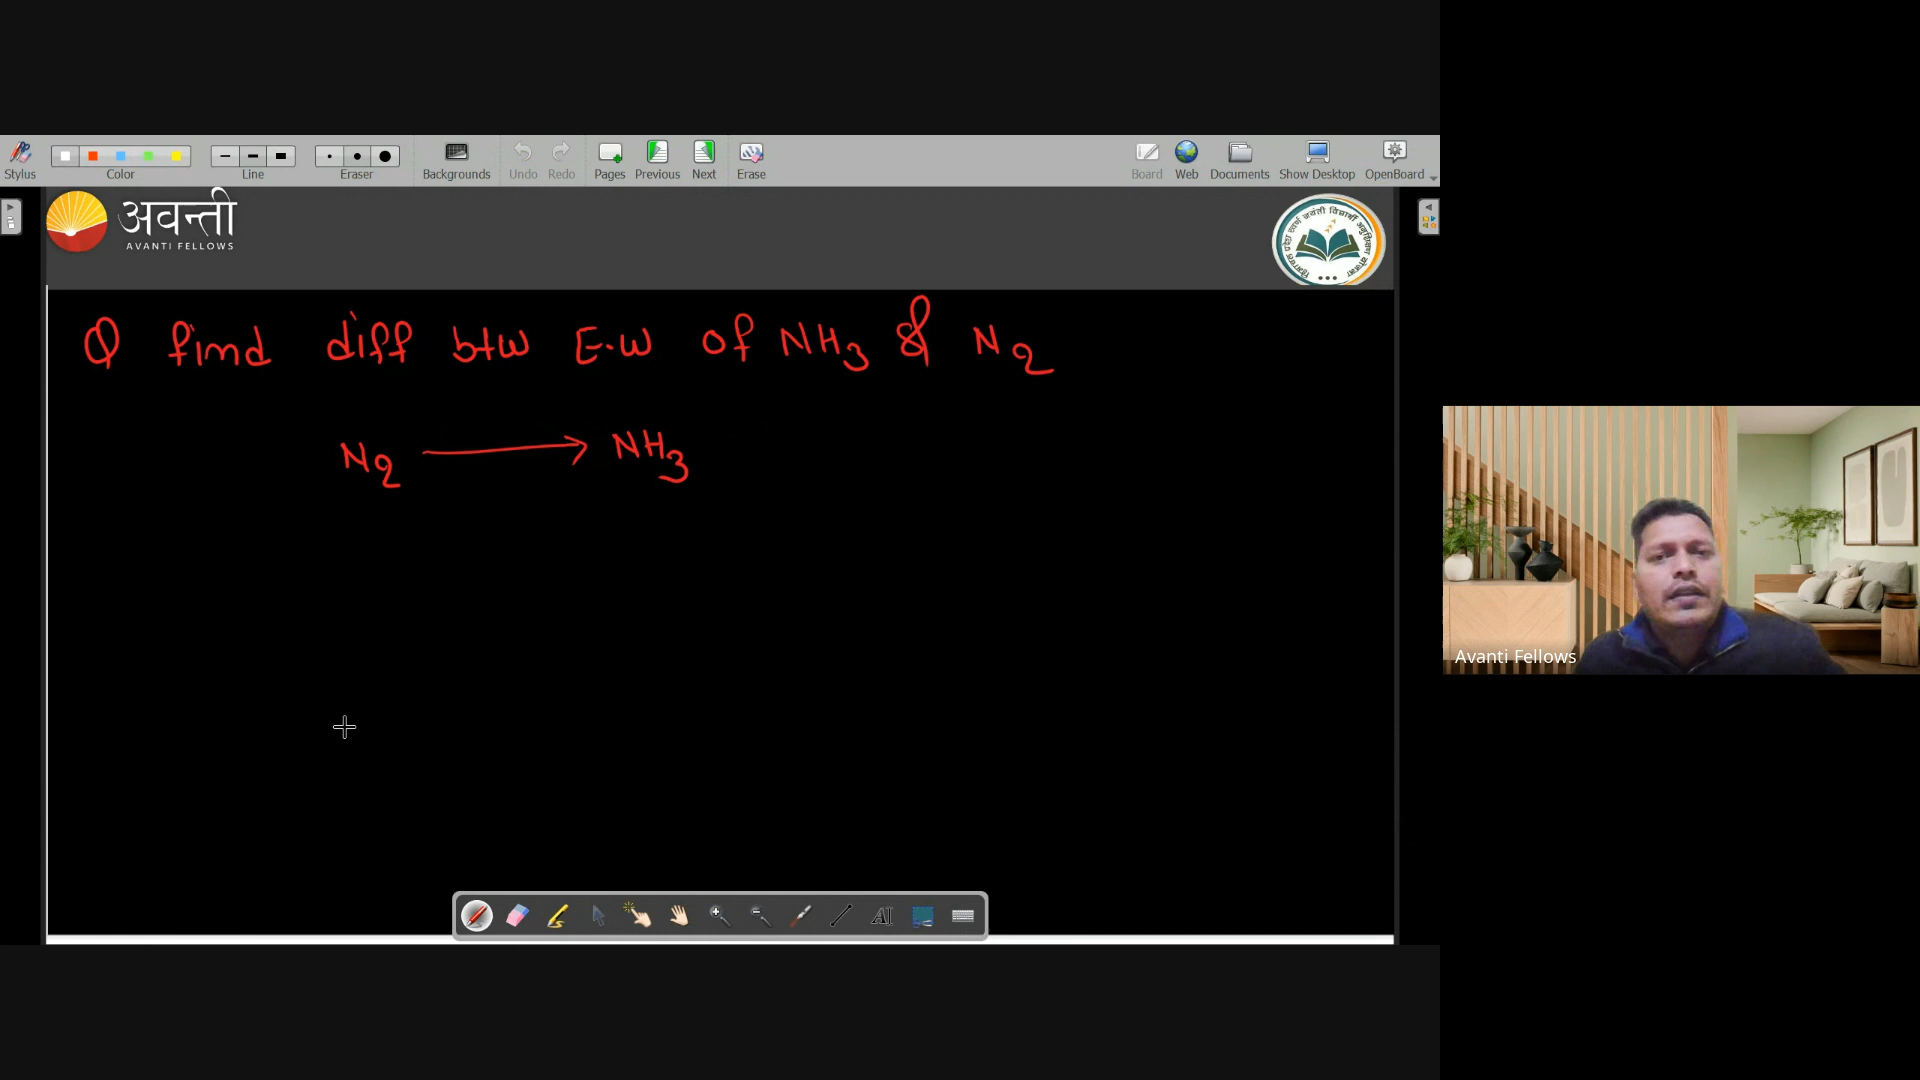 Stylus
Color
Line
Eraser
Backgrounds
Undo
Redo
Pages
Previous
Next
Erase
Board
Web
Documents
Show Desktop
OpenBoard
अवन्ती
AVANTI FELLOWS
Q find diff btw E.W of NH3 & N2
N2 ⟶ NH3
Avanti Fellows
AI